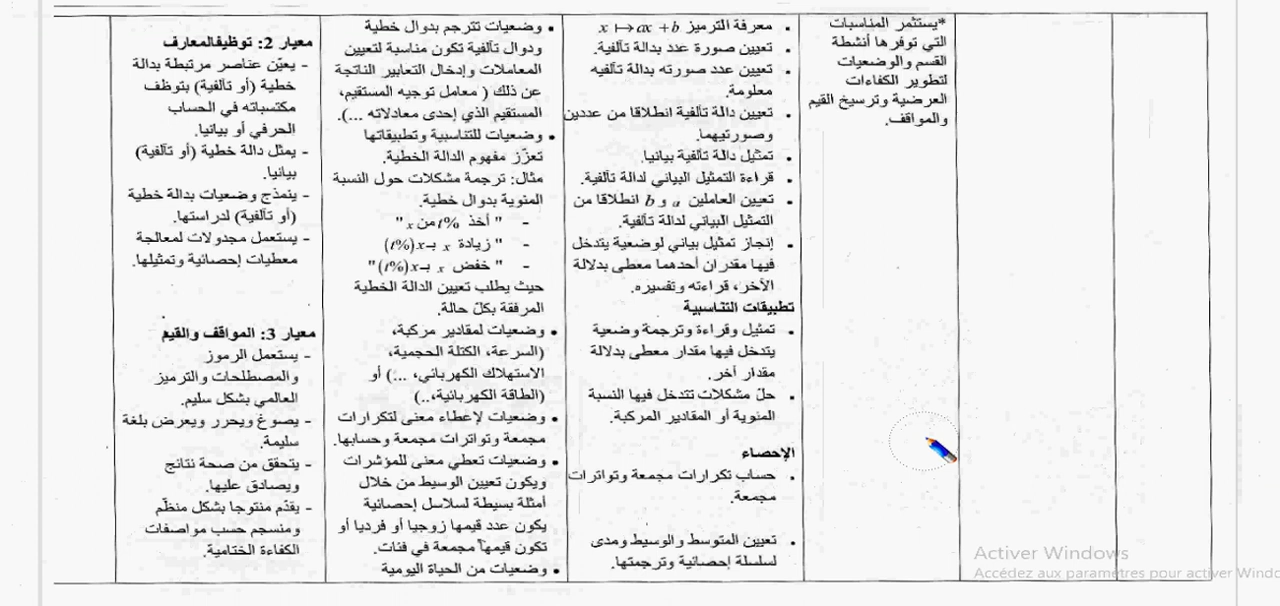 *يستثمر المناسبات
التي توفرها أنشطة
القسم والوضعيات
لتطوير الكفاءات
العرضية وترسيخ القيم
والمواقف.
• معرفة الترميز x ↦ ax + b
• تعيين صورة عدد بدالة تآلفية.
• تعيين عدد صورته بدالة تآلفيه
معلومة.
• تعيين دالة تآلفية انطلاقا من عددين
وصورتيهما.
• تمثيل دالة تآلفية بيانيا.
• قراءة التمثيل البياني لدالة تآلفية.
• تعيين العاملين a و b انطلاقا من
التمثيل البياني لدالة تآلفية.
• إنجاز تمثيل بياني لوضعية يتدخل
فيها مقدران أحدهما معطى بدلالة
الآخر، قراءته وتفسيره.
تطبيقات التناسبية
• تمثيل وقراءة وترجمة وضعية
يتدخل فيها مقدار معطى بدلالة
مقدار أخر.
• حلّ مشكلات تتدخل فيها النسبة
المئوية أو المقادير المركبة.
الإحصاء
• حساب تكرارات مجمعة وتواترات
مجمعة.
• تعيين المتوسط والوسيط ومدى
لسلسلة إحصائية وترجمتها.
• وضعيات تترجم بدوال خطية
ودوال تآلفية تكون مناسبة لتعيين
المعاملات وإدخال التعابير الناتجة
عن ذلك ( معامل توجيه المستقيم،
المستقيم الذي إحدى معادلاته ...).
• وضعيات للتناسبية وتطبيقاتها
تعزّز مفهوم الدالة الخطية.
مثال: ترجمة مشكلات حول النسبة
المئوية بدوال خطية.
- " أخذ t% من x "
- " زيادة x بـ x(t%)
- " خفض x بـ x(t%) "
حيث يطلب تعيين الدالة الخطية
المرفقة بكلّ حالة.
• وضعيات لمقادير مركبة،
(السرعة، الكتلة الحجمية،
الاستهلاك الكهربائي، ...) أو
(الطاقة الكهربائية،..)
• وضعيات لإعطاء معنى لتكرارات
مجمعة وتواترات مجمعة وحسابها.
• وضعيات تعطي معنى للمؤشرات
ويكون تعيين الوسيط من خلال
أمثلة بسيطة لسلاسل إحصائية
يكون عدد قيمها زوجيا أو فرديا أو
تكون قيمها مجمعة في فئات.
• وضعيات من الحياة اليومية
معيار 2: توظيفالمعارف
- يعيّن عناصر مرتبطة بدالة
خطية (أو تآلفية) بتوظف
مكتسباته في الحساب
الحرفي أو بيانيا.
- يمثل دالة خطية (أو تآلفية)
بيانيا.
- ينمذج وضعيات بدالة خطية
(أو تآلفية) لدراستها.
- يستعمل مجدولات لمعالجة
معطيات إحصائية وتمثيلها.
معيار 3: المواقف والقيم
- يستعمل الرموز
والمصطلحات والترميز
العالمي بشكل سليم.
- يصوغ ويحرر ويعرض بلغة
سليمة.
- يتحقق من صحة نتائج
ويصادق عليها.
- يقدّم منتوجا بشكل منظّم
ومنسجم حسب مواصفات
الكفاءة الختامية.
Activer Windows
Accédez aux paramètres pour activer Windo